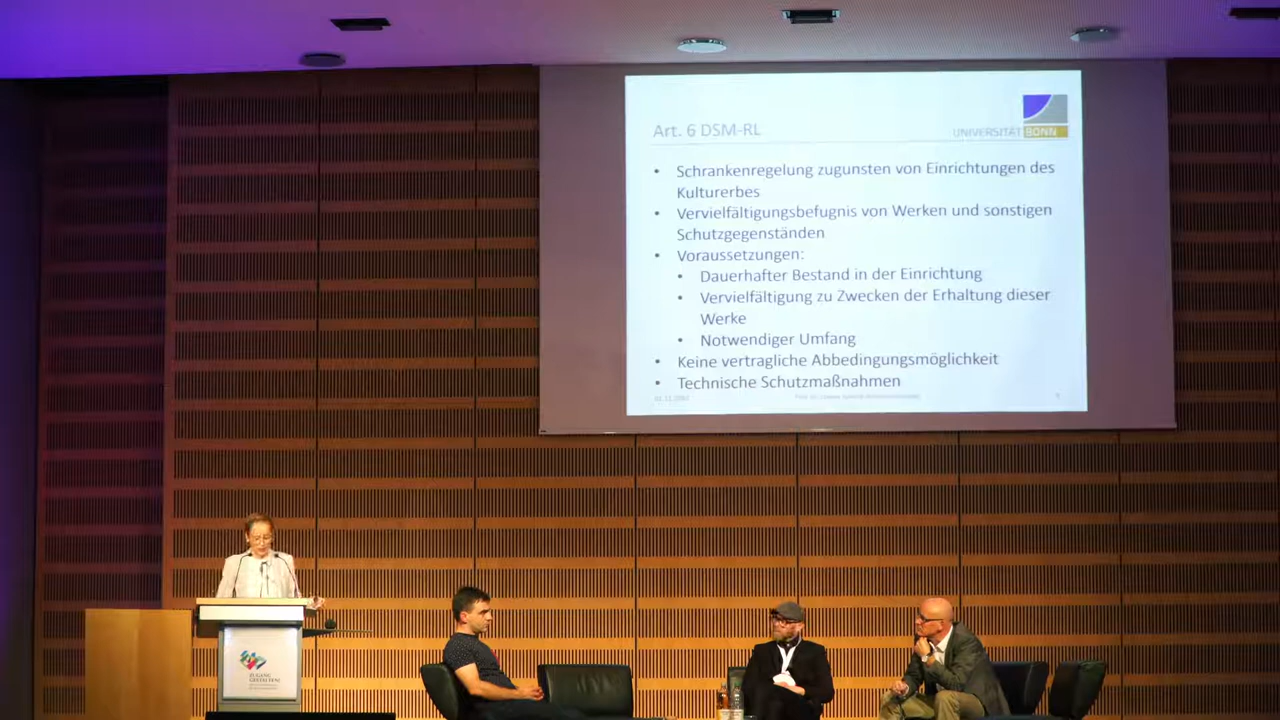 Art. 6 DSM-RL
UNIVERSITÄT BONN
• Schrankenregelung zugunsten von Einrichtungen des
Kulturerbes
• Vervielfältigungsbefugnis von Werken und sonstigen
Schutzgegenständen
• Voraussetzungen:
• Dauerhafter Bestand in der Einrichtung
• Vervielfältigung zu Zwecken der Erhaltung dieser
Werke
• Notwendiger Umfang
• Keine vertragliche Abbedingungsmöglichkeit
• Technische Schutzmaßnahmen
ZUGANG
GESTALTEN!